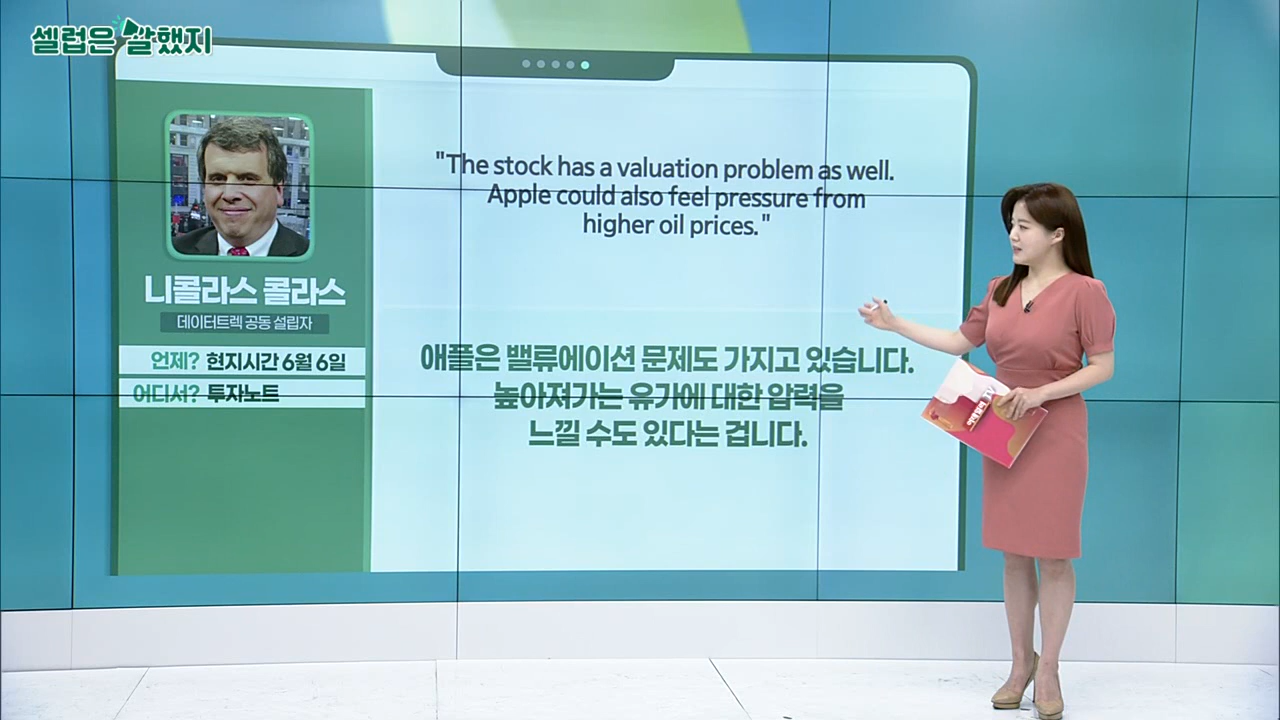 셀럽은 쏼했지
"The stock has a valuation problem as well.
Apple could also feel pressure from
higher oil prices."
니콜라스 콜라스
데이터트렉 공동 설립자
언제? 현지시간 6월 6일
어디서? 투자노트
애플은 밸류에이션 문제도 가지고 있습니다.
높아져가는 유가에 대한 압력을
느낄 수도 있다는 겁니다.